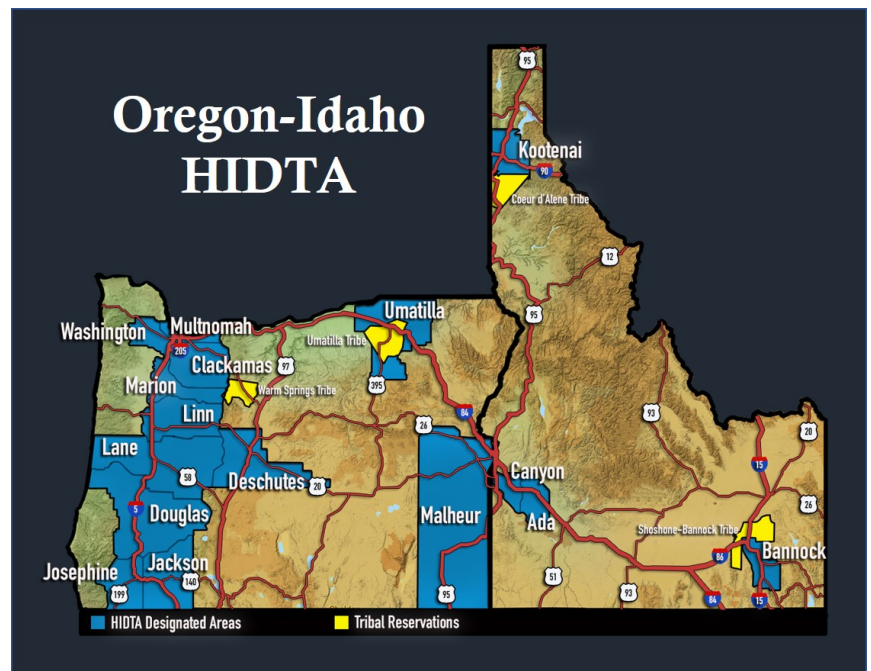 Oregon-Idaho
HIDTA
95
Kootenai
90
Coeur d'Alene Tribe
12
95
Washington
Multnomah
205
Clackamas
97
Umatilla
Umatilla Tribe
395
Marion
Warm Springs Tribe
Linn
84
26
93
20
15
Lane
58
Deschutes
20
Canyon
Ada
26
5
Douglas
Malheur
Shoshone-Bannock Tribe
86
Bannock
Josephine
Jackson
199
140
95
51
93
84
15
HIDTA Designated Areas
Tribal Reservations